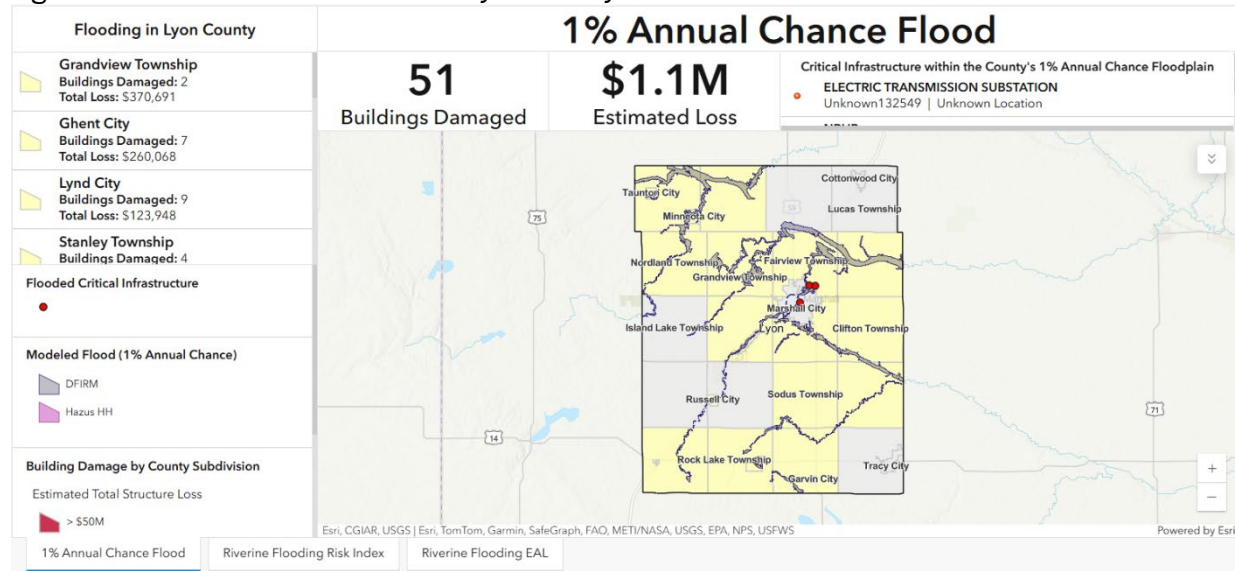 Flooding in Lyon County
1% Annual Chance Flood
Grandview Township
Buildings Damaged: 2
Total Loss: $370,691
Ghent City
Buildings Damaged: 7
Total Loss: $260,068
Lynd City
Buildings Damaged: 9
Total Loss: $123,948
Stanley Township
Buildings Damaged: 4
51
Buildings Damaged
$1.1M
Estimated Loss
Critical Infrastructure within the County's 1% Annual Chance Floodplain
ELECTRIC TRANSMISSION SUBSTATION
Unknown132549 | Unknown Location
Flooded Critical Infrastructure
Modeled Flood (1% Annual Chance)
DFIRM
Hazus HH
Building Damage by County Subdivision
Estimated Total Structure Loss
> $50M
Cottonwood City
Taunton City
59
Lucas Township
Minneota City
75
Nordland Township
Fairview Township
Grandview Township
Marshall City
Island Lake Township
Lyon
Clifton Township
Russell City
Sodus Township
71
14
Rock Lake Township
Tracy City
Garvin City
+
−
Esri, CGIAR, USGS | Esri, TomTom, Garmin, SafeGraph, FAO, METI/NASA, USGS, EPA, NPS, USFWS
Powered by Esri
1% Annual Chance Flood
Riverine Flooding Risk Index
Riverine Flooding EAL